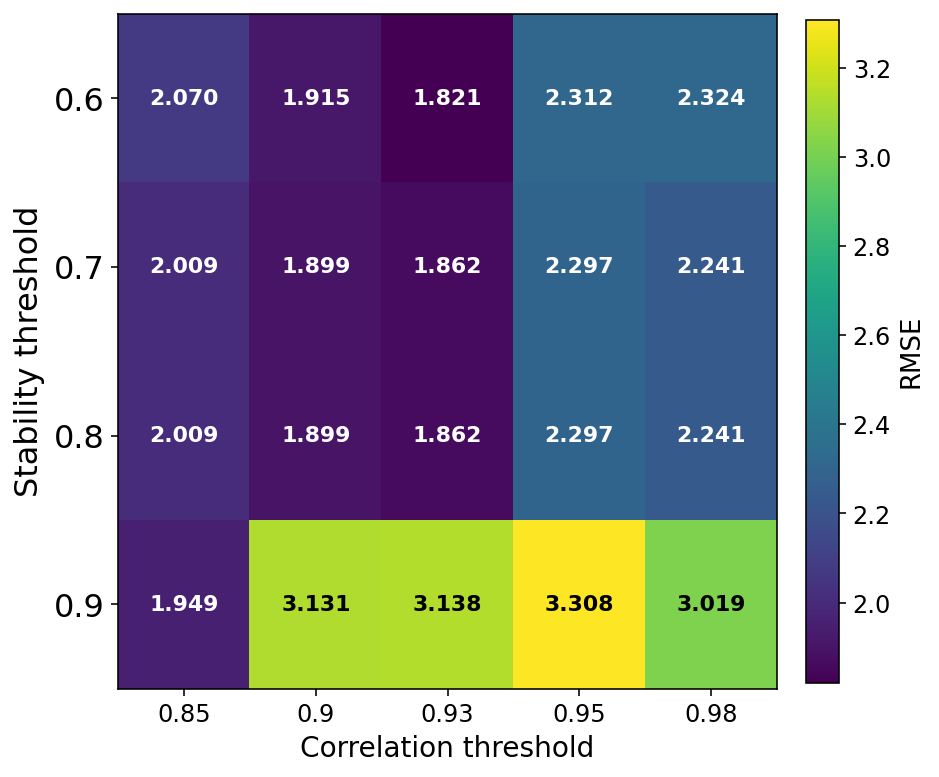 Stability threshold
0.6 2.070 1.915 1.821 2.312 2.324
0.7 2.009 1.899 1.862 2.297 2.241
0.8 2.009 1.899 1.862 2.297 2.241
0.9 1.949 3.131 3.138 3.308 3.019
0.85 0.9 0.93 0.95 0.98
Correlation threshold
3.2
3.0
2.8
2.6
2.4
2.2
2.0
RMSE